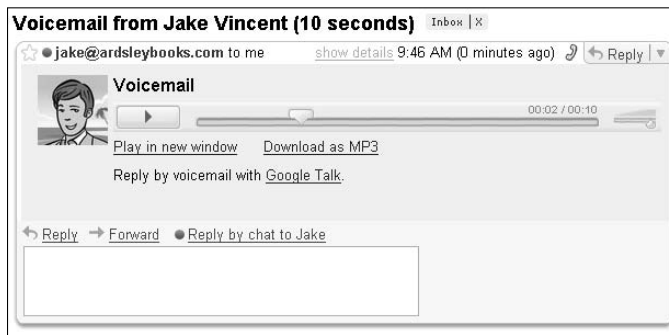 Voicemail from Jake Vincent (10 seconds) Inbox | X
jake@ardsleybooks.com to me show details 9:46 AM (0 minutes ago) Reply
Voicemail
00:02 / 00:10
Play in new window Download as MP3
Reply by voicemail with Google Talk.
Reply Forward Reply by chat to Jake